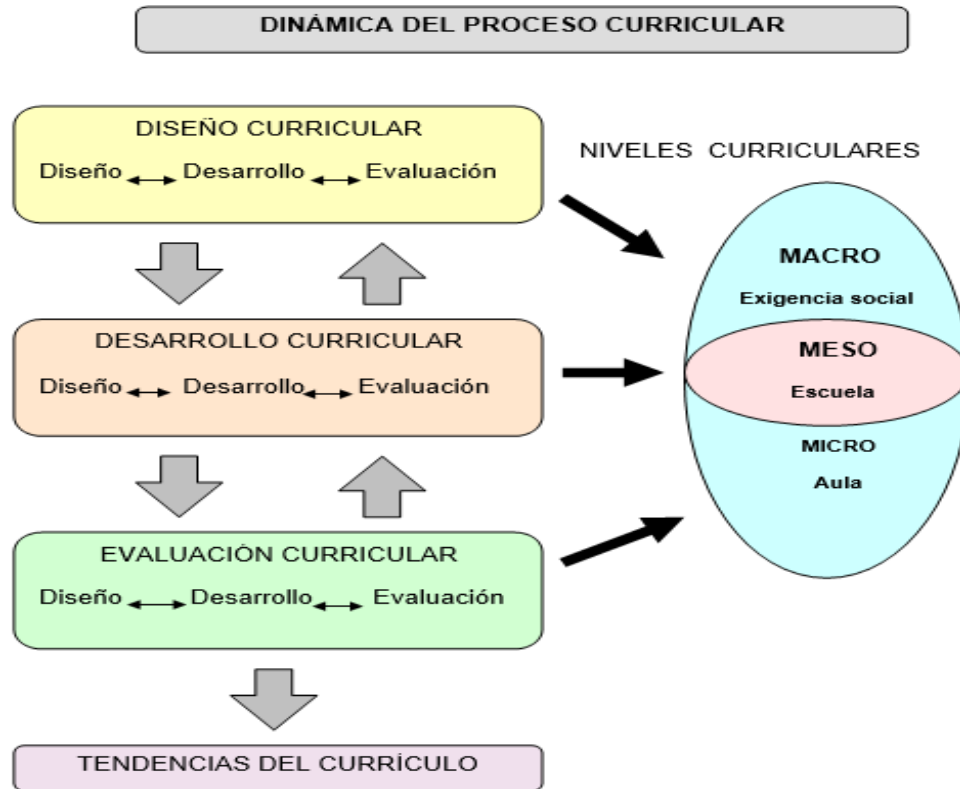 DINÁMICA DEL PROCESO CURRICULAR
DISEÑO CURRICULAR
Diseño Desarrollo Evaluación
NIVELES CURRICULARES
MACRO
Exigencia social
DESARROLLO CURRICULAR
Diseño Desarrollo Evaluación
MESO
Escuela
MICRO
Aula
EVALUACIÓN CURRICULAR
Diseño Desarrollo Evaluación
TENDENCIAS DEL CURRÍCULO